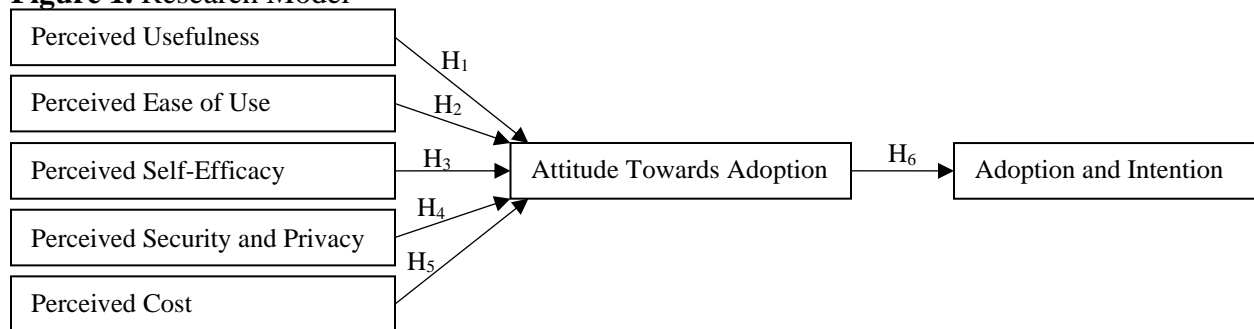 Figure 1. Research Model
Perceived Usefulness
H1
Perceived Ease of Use
H2
Perceived Self-Efficacy
H3
Attitude Towards Adoption
H6
Adoption and Intention
Perceived Security and Privacy
H4
H5
Perceived Cost